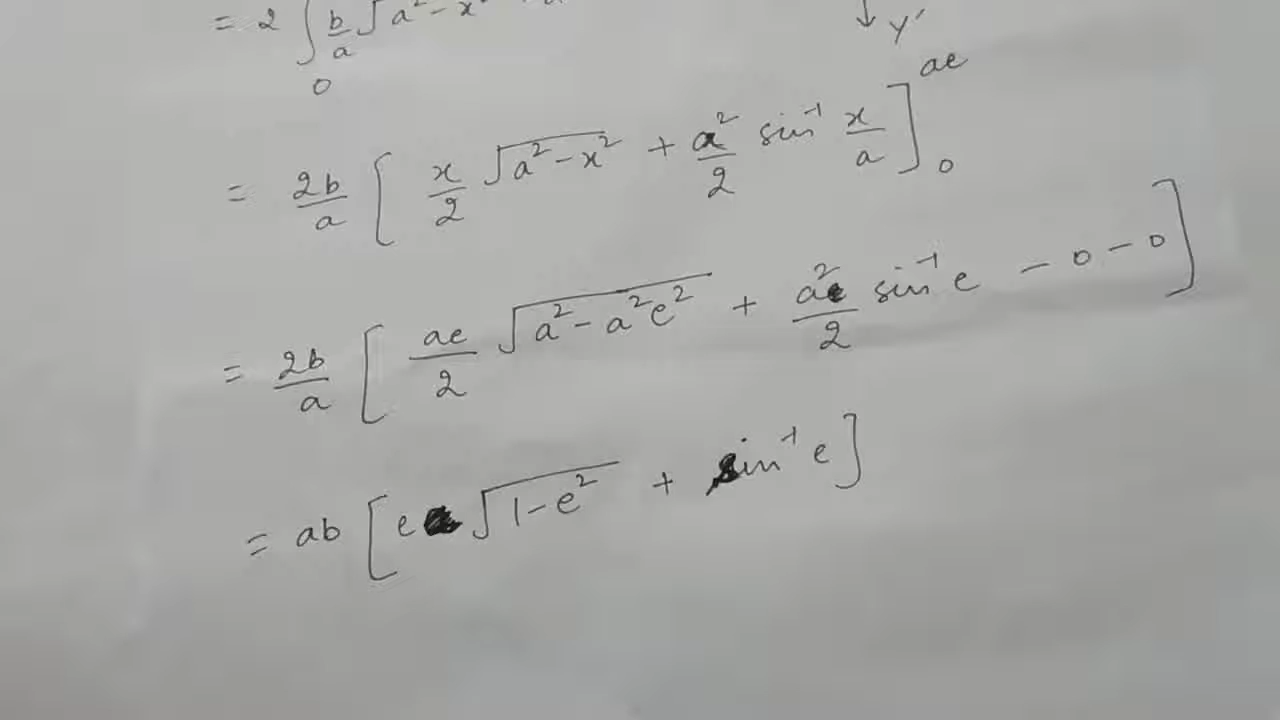 = 2 ∫₀ b/a √a² - x²
↓ y'
= 2b/a [ x/2 √(a² - x²) + a²/2 sin⁻¹ x/a ]₀^ae
= 2b/a [ ae/2 √(a² - a²e²) + a²/2 sin⁻¹ e - 0 - 0 ]
= ab [ e √(1 - e²) + sin⁻¹ e ]